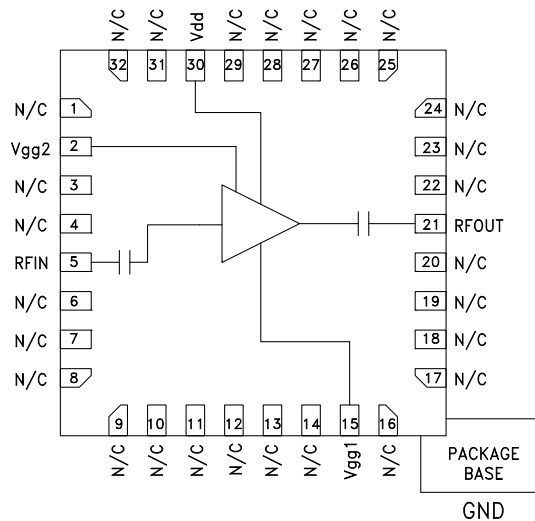 N/C N/C Vdd N/C N/C N/C N/C N/C
32 31 30 29 28 27 26 25
N/C 1
Vgg2 2
N/C 3
N/C 4
RFIN 5
N/C 6
N/C 7
N/C 8
24 N/C
23 N/C
22 N/C
21 RFOUT
20 N/C
19 N/C
18 N/C
17 N/C
9 10 11 12 13 14 15 16
N/C N/C N/C N/C N/C N/C Vgg1 N/C
PACKAGE
BASE
GND